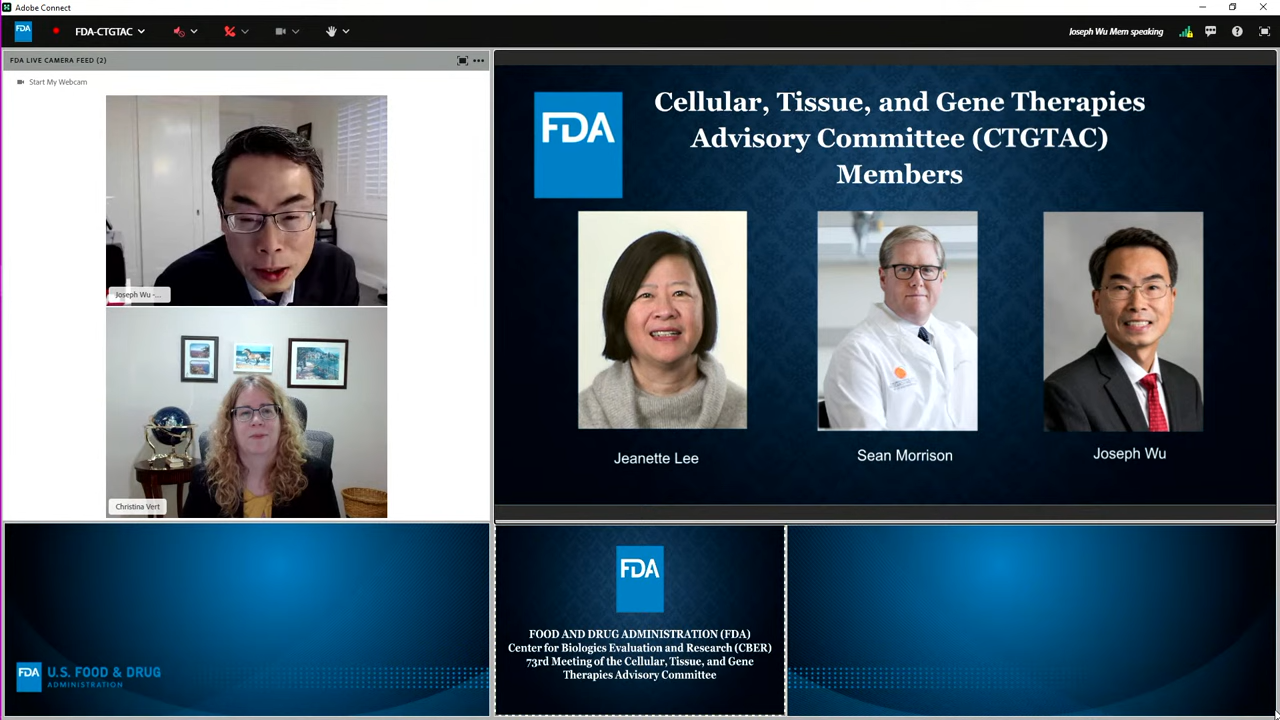 Adobe Connect
FDA
FDA-CTGTAC
Joseph Wu Mem speaking
FDA LIVE CAMERA FEED (2)
Start My Webcam
Joseph Wu -...
Christina Vert
FDA
Cellular, Tissue, and Gene Therapies
Advisory Committee (CTGTAC)
Members
Jeanette Lee
Sean Morrison
Joseph Wu
FDA
U.S. FOOD & DRUG
ADMINISTRATION
FDA
FOOD AND DRUG ADMINISTRATION (FDA)
Center for Biologics Evaluation and Research (CBER)
73rd Meeting of the Cellular, Tissue, and Gene
Therapies Advisory Committee